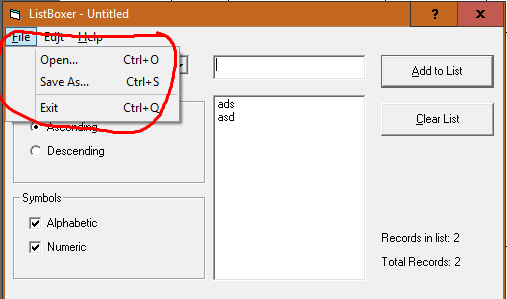 ListBoxer - Untitled
File Edit Help
Open... Ctrl+O
Save As... Ctrl+S
Exit Ctrl+Q
Add to List
ads
asd
Clear List
Ascending
Descending
Symbols
Alphabetic
Numeric
Records in list: 2
Total Records: 2